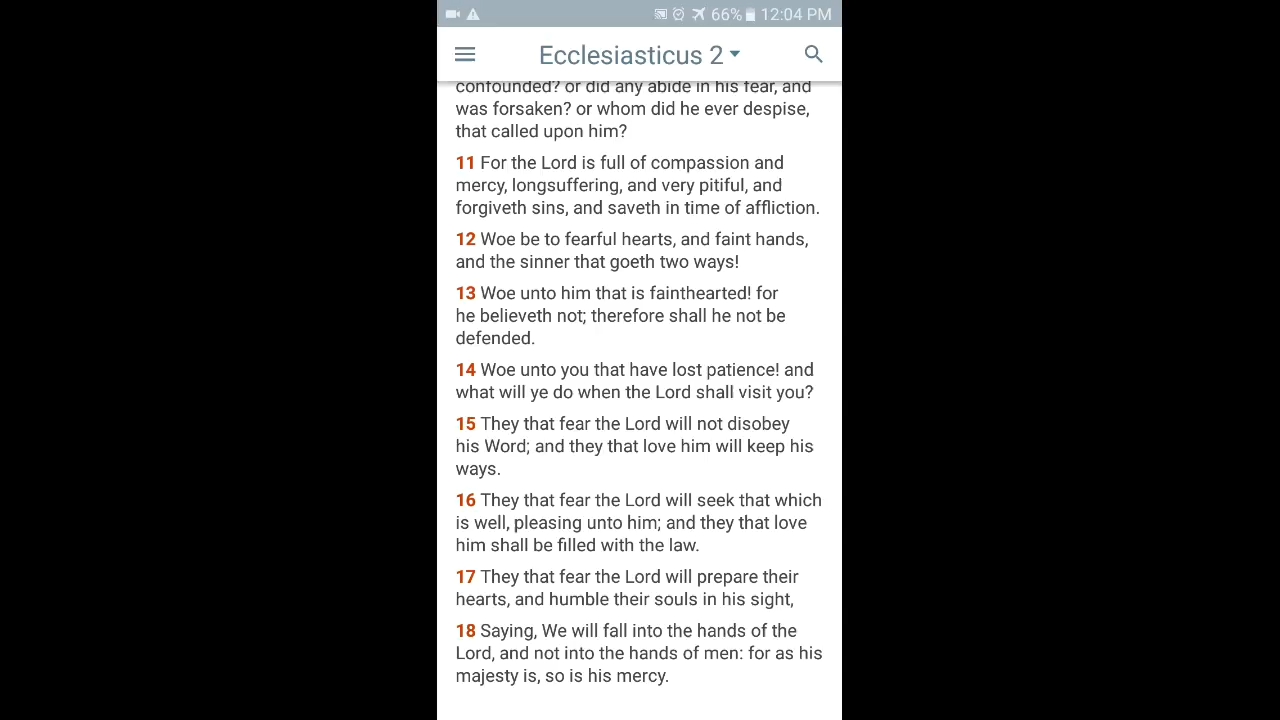 66% 12:04 PM
Ecclesiasticus 2
confounded? or did any abide in his fear, and
was forsaken? or whom did he ever despise,
that called upon him?
11 For the Lord is full of compassion and
mercy, longsuffering, and very pitiful, and
forgiveth sins, and saveth in time of affliction.
12 Woe be to fearful hearts, and faint hands,
and the sinner that goeth two ways!
13 Woe unto him that is fainthearted! for
he believeth not; therefore shall he not be
defended.
14 Woe unto you that have lost patience! and
what will ye do when the Lord shall visit you?
15 They that fear the Lord will not disobey
his Word; and they that love him will keep his
ways.
16 They that fear the Lord will seek that which
is well, pleasing unto him; and they that love
him shall be filled with the law.
17 They that fear the Lord will prepare their
hearts, and humble their souls in his sight,
18 Saying, We will fall into the hands of the
Lord, and not into the hands of men: for as his
majesty is, so is his mercy.